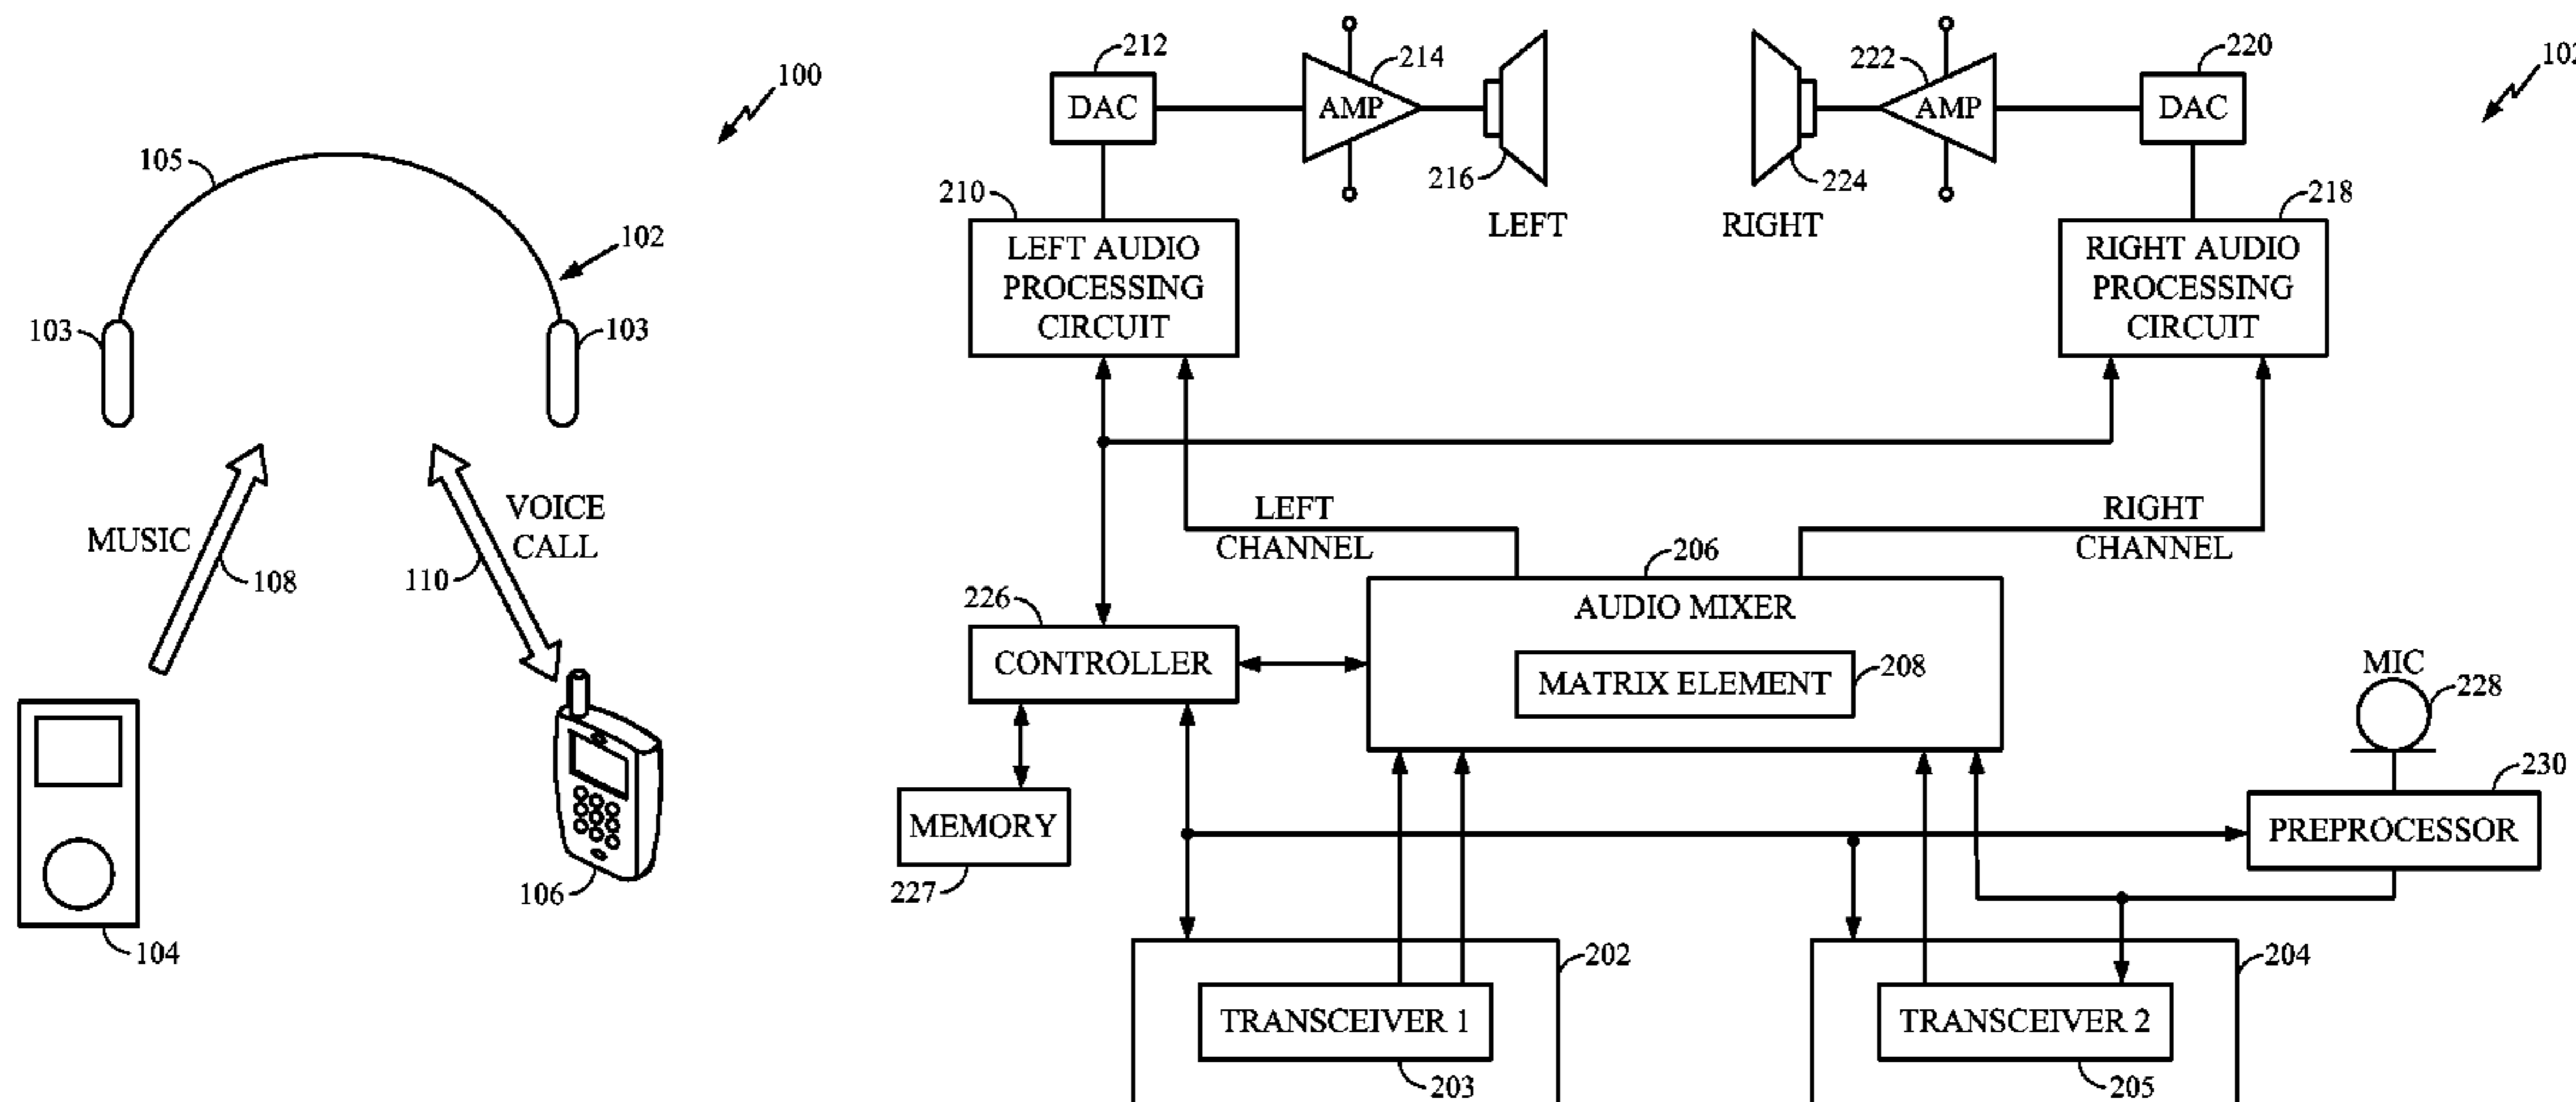 100
105
102
103
103
MUSIC
108
VOICE
CALL
110
106
104
212
DAC
214
AMP
216
LEFT
210
LEFT AUDIO
PROCESSING
CIRCUIT
222
AMP
220
DAC
224
RIGHT
218
RIGHT AUDIO
PROCESSING
CIRCUIT
LEFT
CHANNEL
RIGHT
CHANNEL
206
AUDIO MIXER
MATRIX ELEMENT
208
226
CONTROLLER
MEMORY
227
MIC
228
230
PREPROCESSOR
202
TRANSCEIVER 1
203
204
TRANSCEIVER 2
205